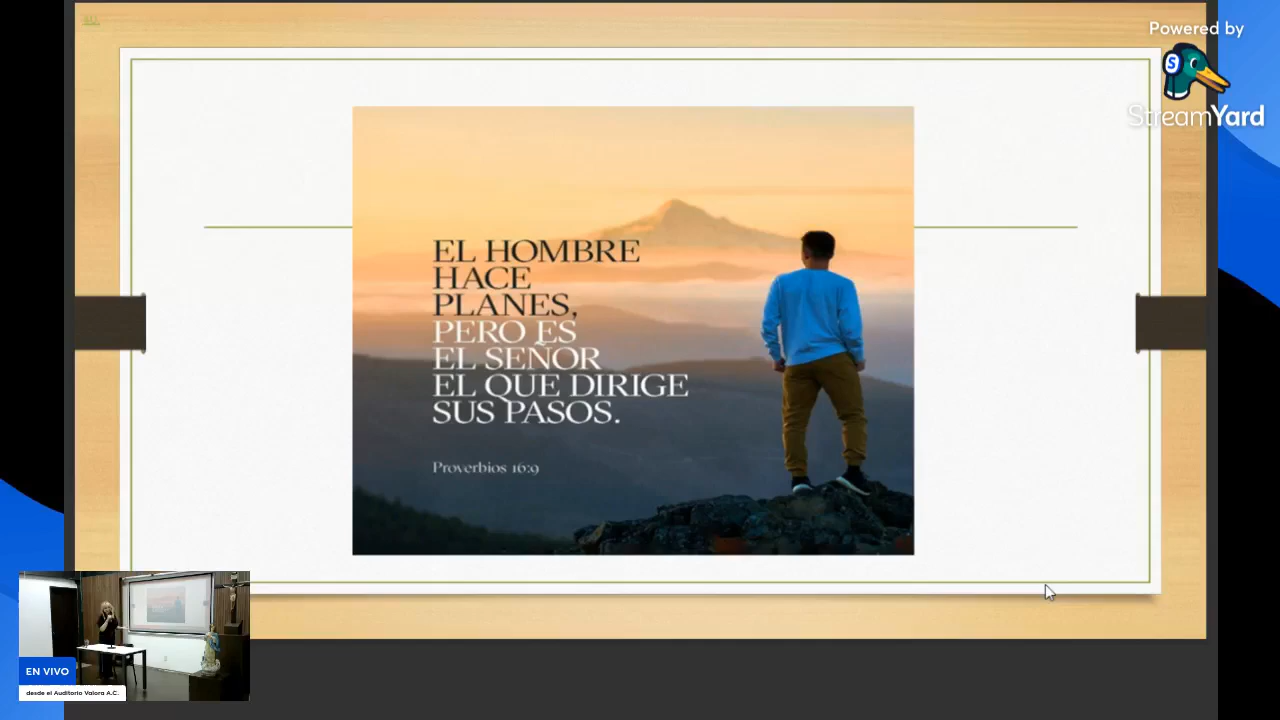 Powered by
S
StreamYard
EL HOMBRE
HACE
PLANES,
PERO ES
EL SEÑOR
EL QUE DIRIGE
SUS PASOS.
Proverbios 16:9
EN VIVO
desde el Auditorio Valora A.C.